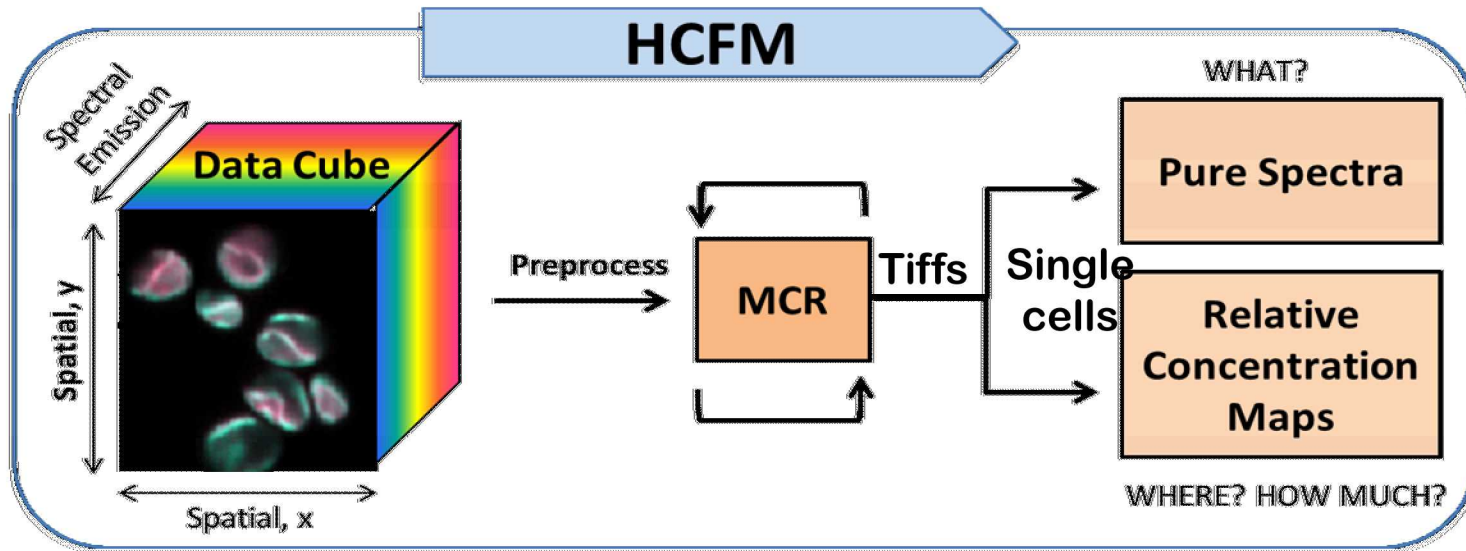 HCFM
Spectral
Emission
Data Cube
Spatial, y
Spatial, x
Preprocess
MCR
Tiffs
Single
cells
WHAT?
Pure Spectra
Relative
Concentration
Maps
WHERE? HOW MUCH?